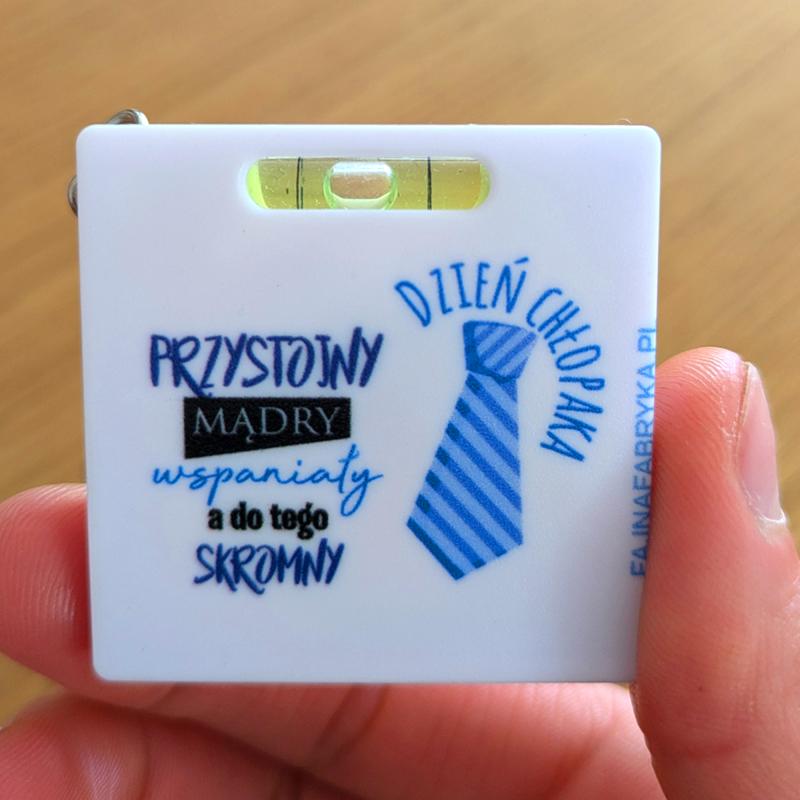 PRZYSTOJNY
MĄDRY
wspaniały
a do tego
SKROMNY
DZIEŃ CHŁOPAKA
FAJNAFABRYKA.PL